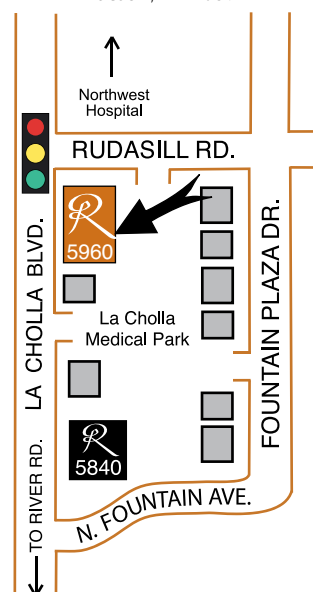 Northwest
Hospital
RUDASILL RD.
R
5960
La Cholla
Medical Park
LA CHOLLA BLVD.
FOUNTAIN PLAZA DR.
R
5840
N. FOUNTAIN AVE.
TO RIVER RD.